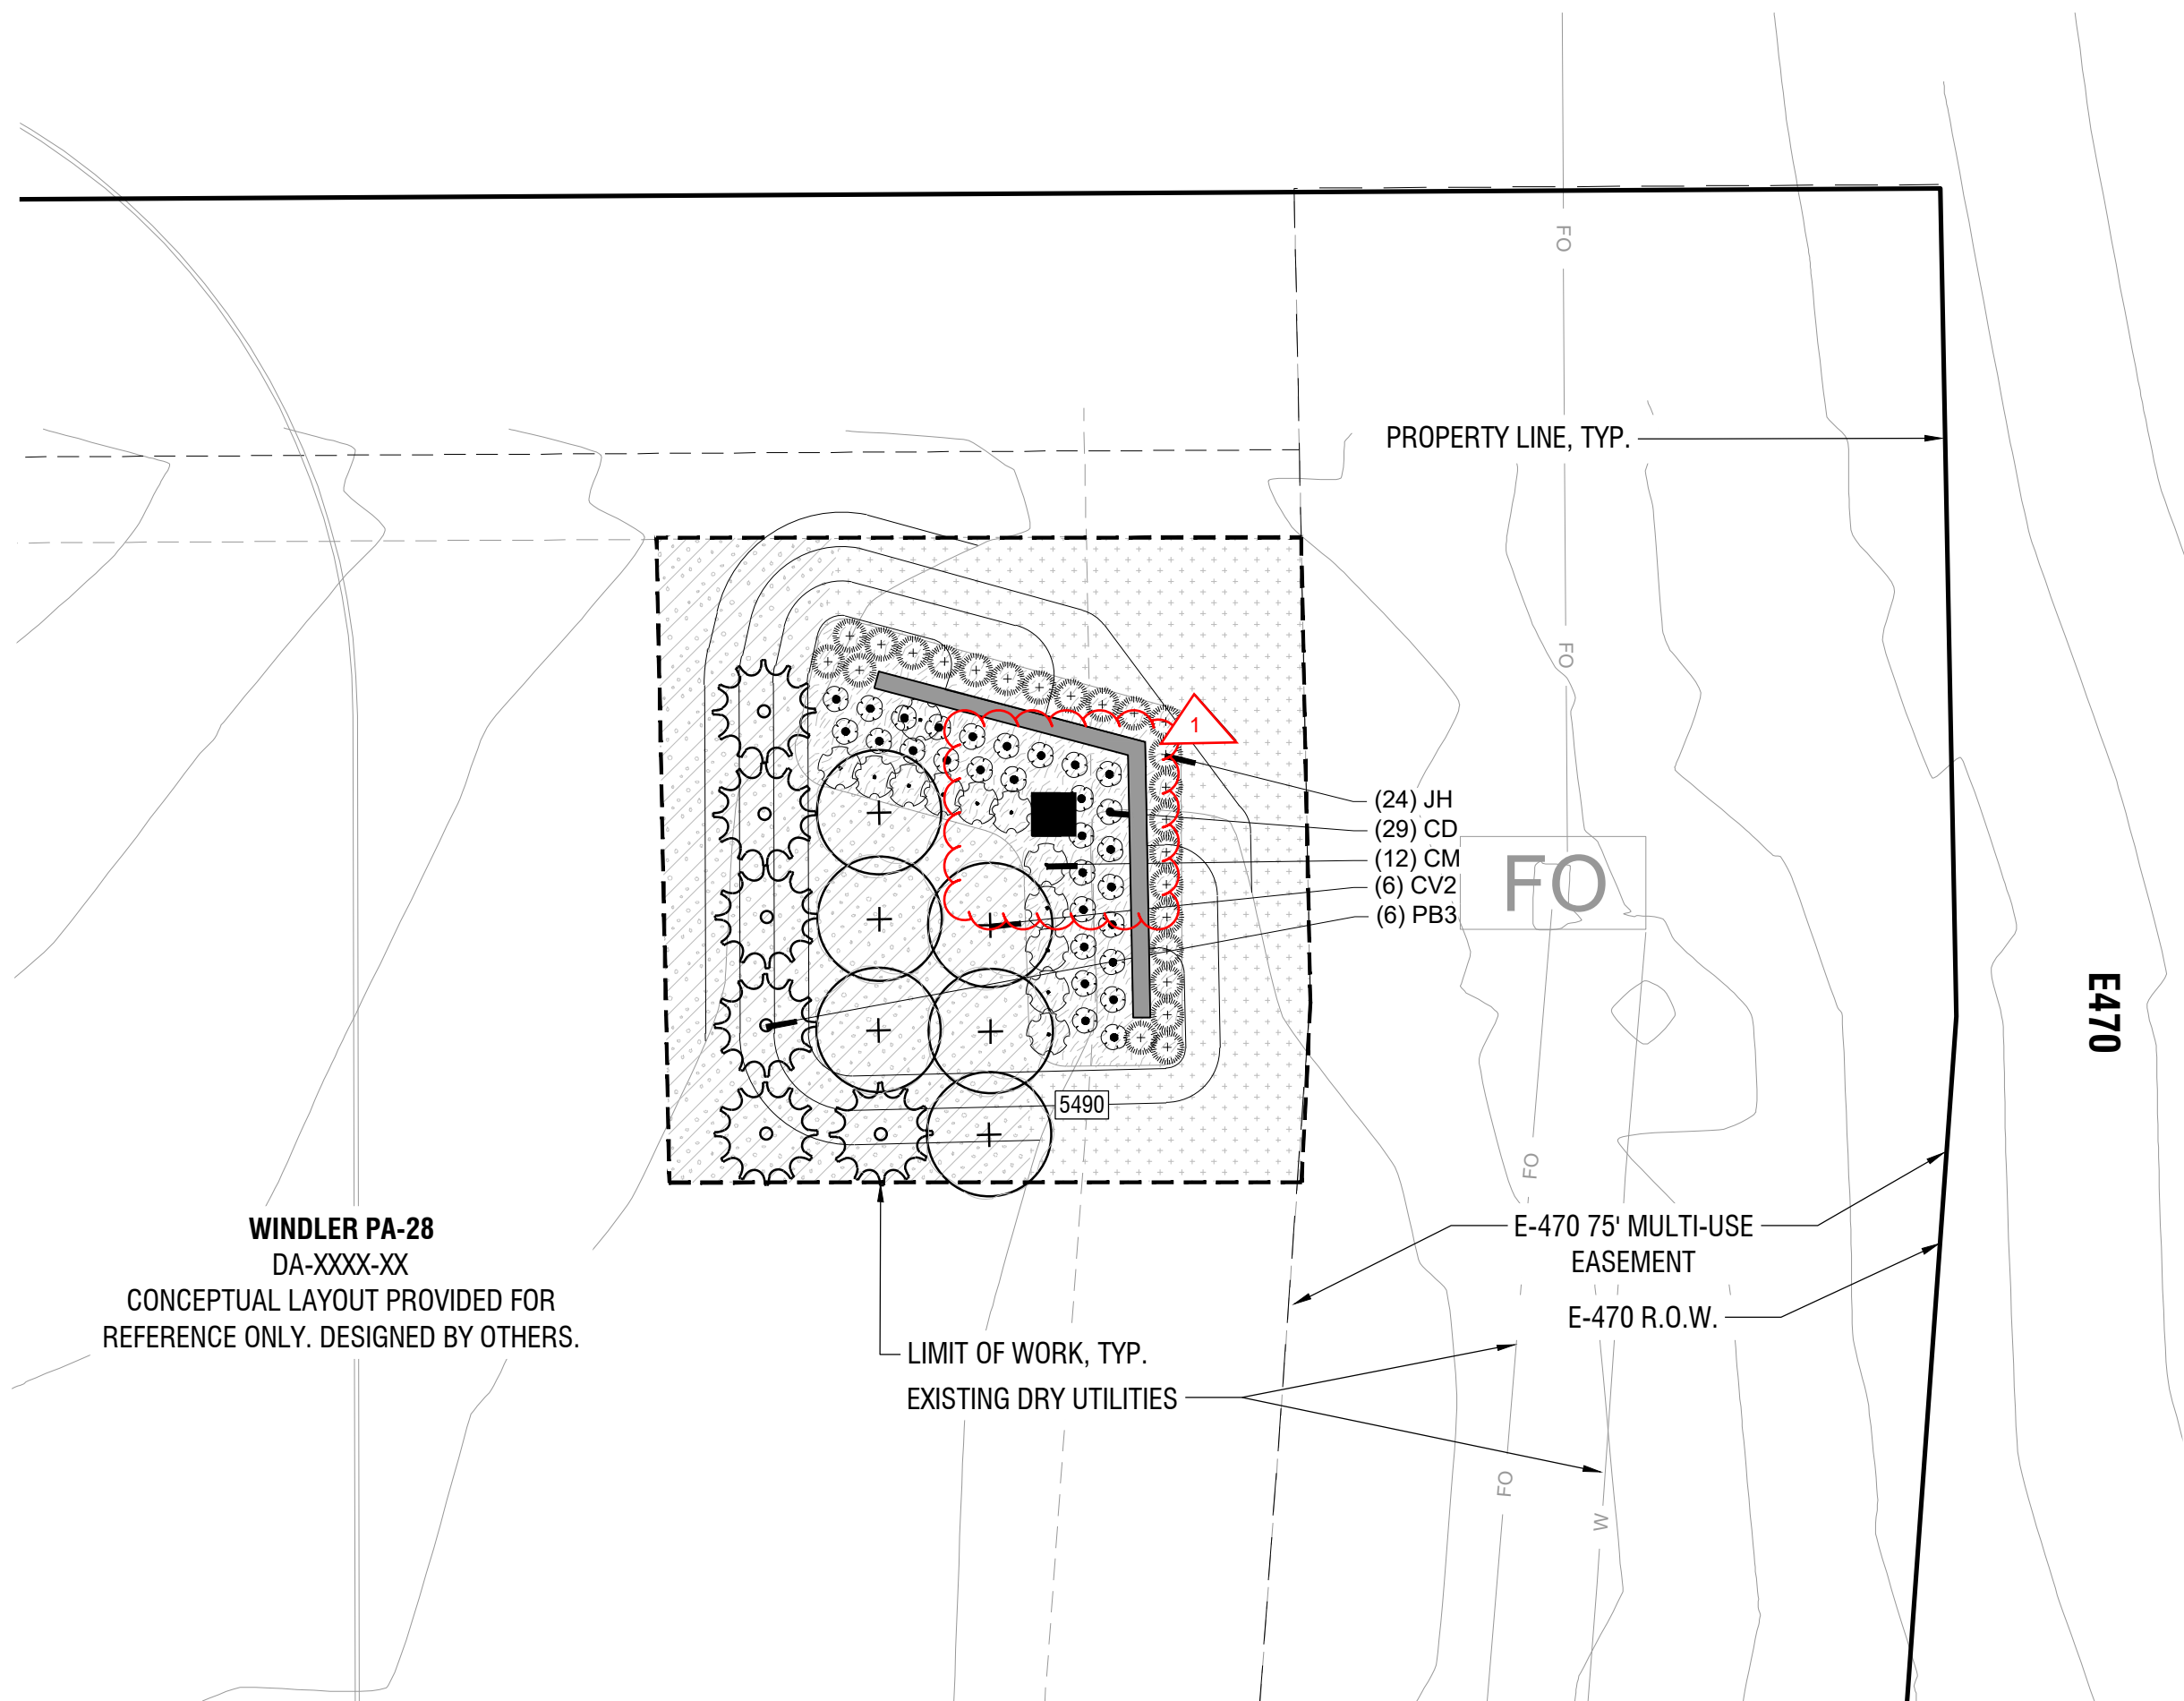 FO
PROPERTY LINE, TYP.
FO
1
(24) JH
(29) CD
(12) CM
(6) CV2
(6) PB3
FO
E470
5490
FO
WINDLER PA-28
DA-XXXX-XX
CONCEPTUAL LAYOUT PROVIDED FOR
REFERENCE ONLY. DESIGNED BY OTHERS.
E-470 75' MULTI-USE
EASEMENT
E-470 R.O.W.
LIMIT OF WORK, TYP.
EXISTING DRY UTILITIES
FO
W